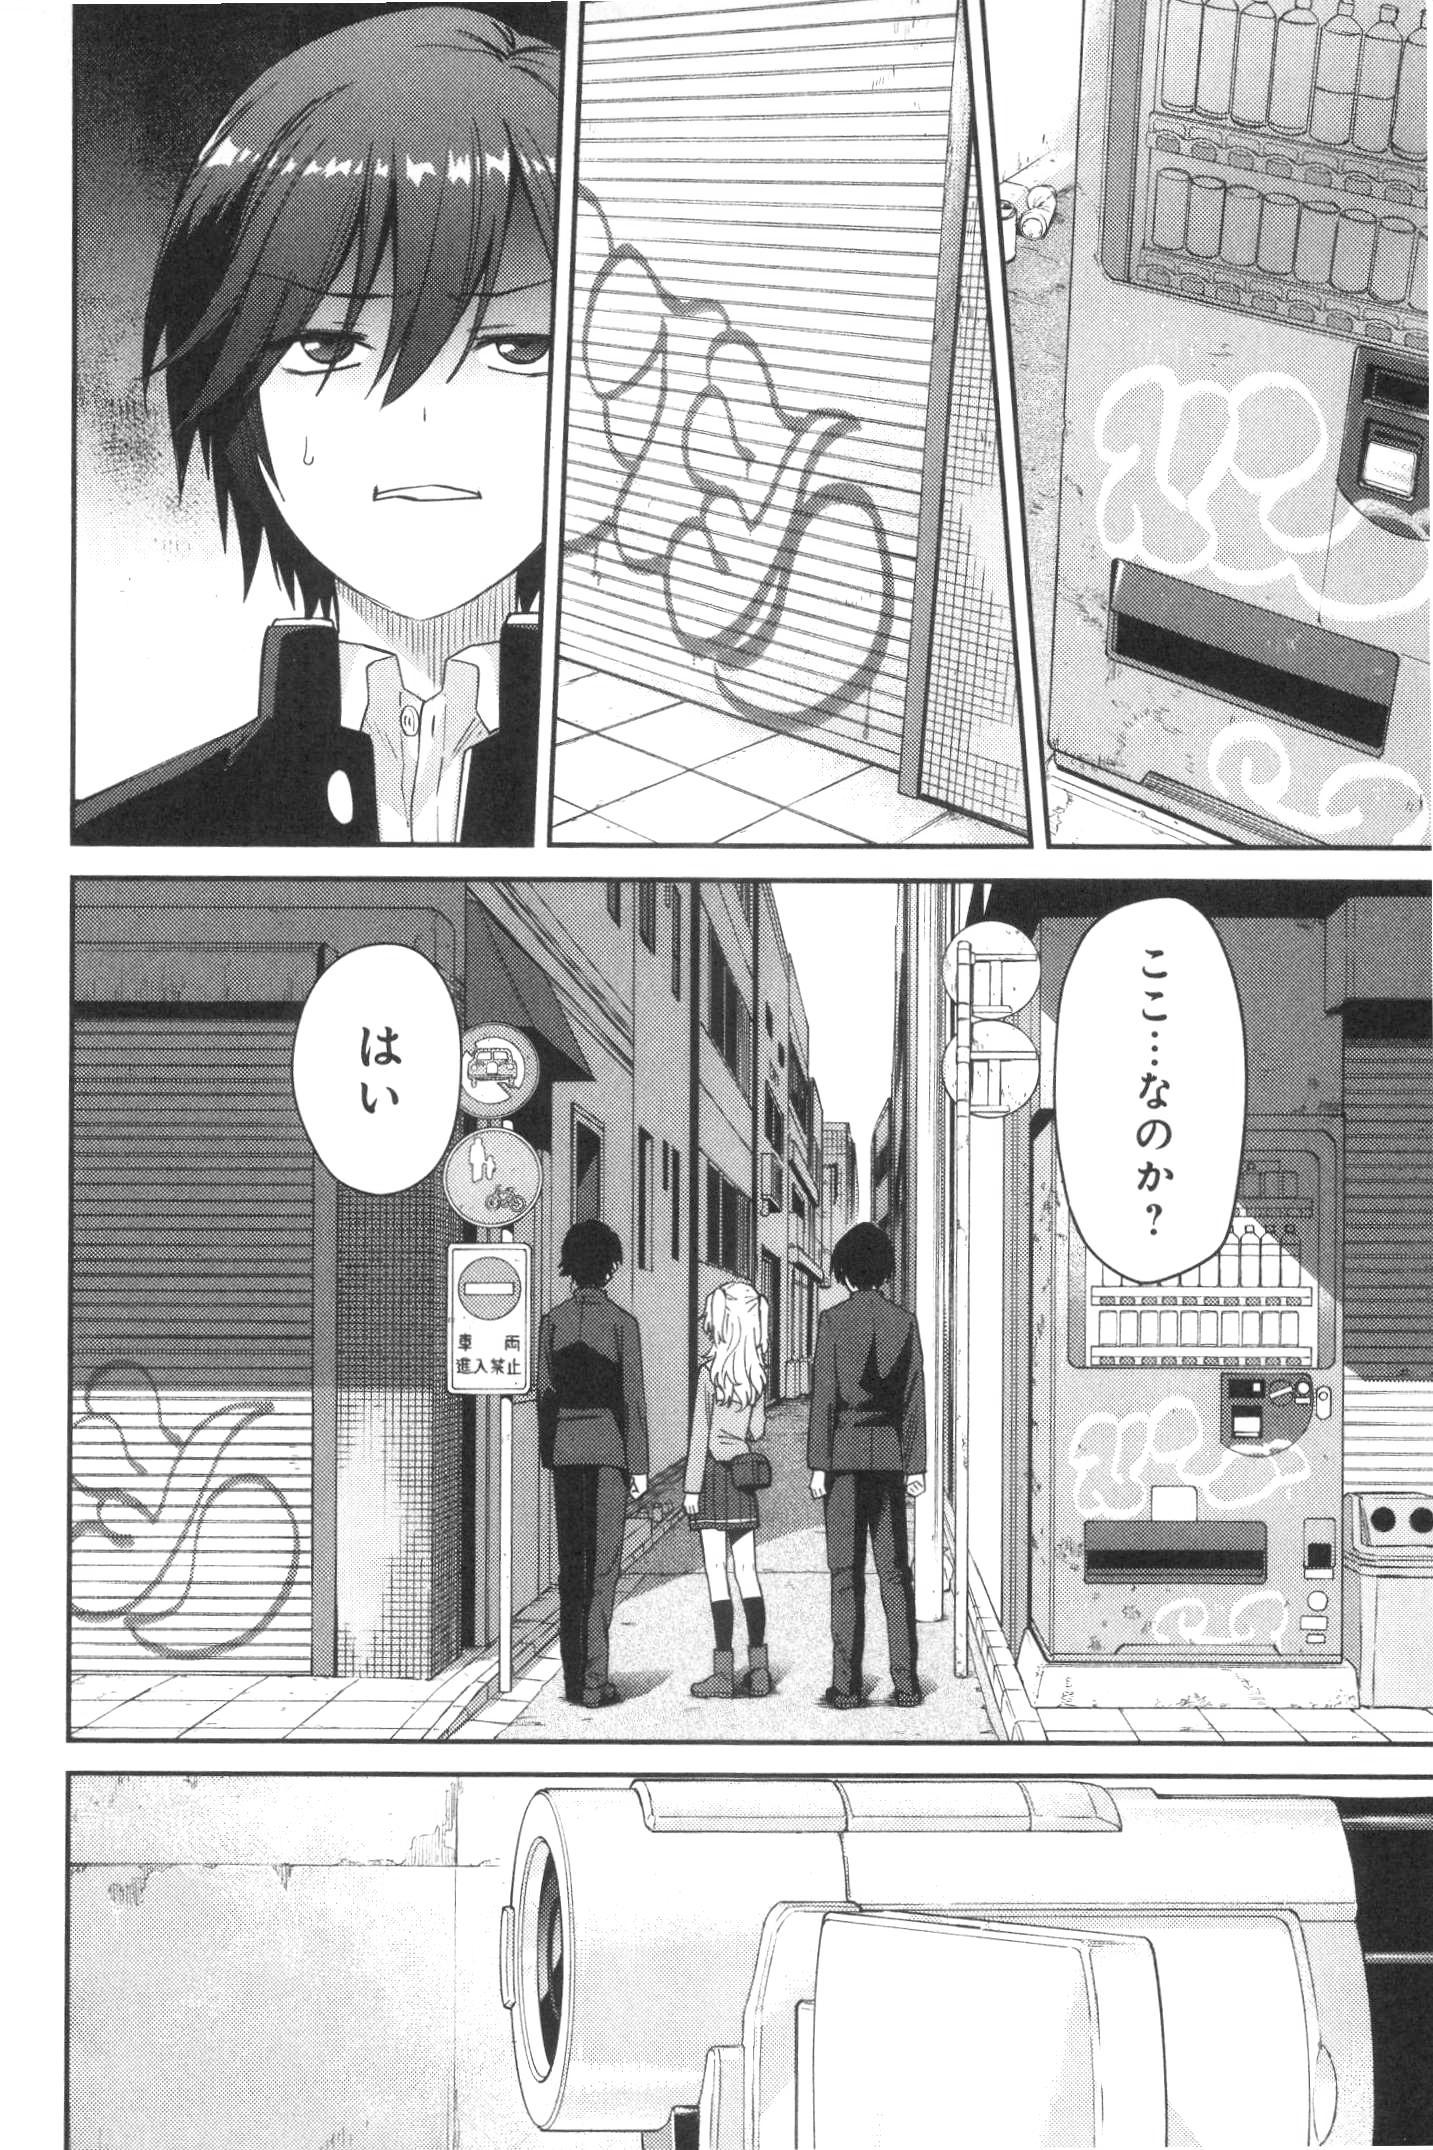 ここ…なのか?
はい
車両
進入禁止